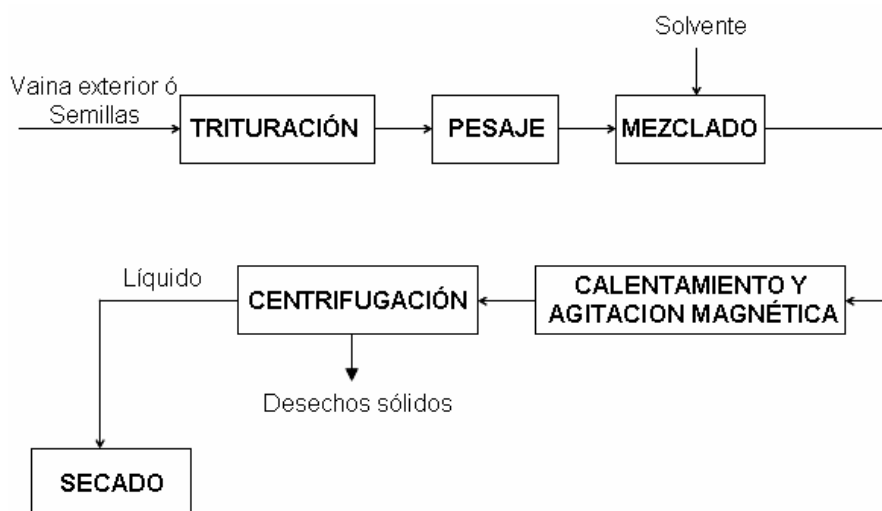 Solvente
Vaina exterior ó
Semillas
TRITURACIÓN
PESAJE
MEZCLADO
Líquido
CENTRIFUGACIÓN
CALENTAMIENTO Y
AGITACION MAGNÉTICA
Desechos sólidos
SECADO